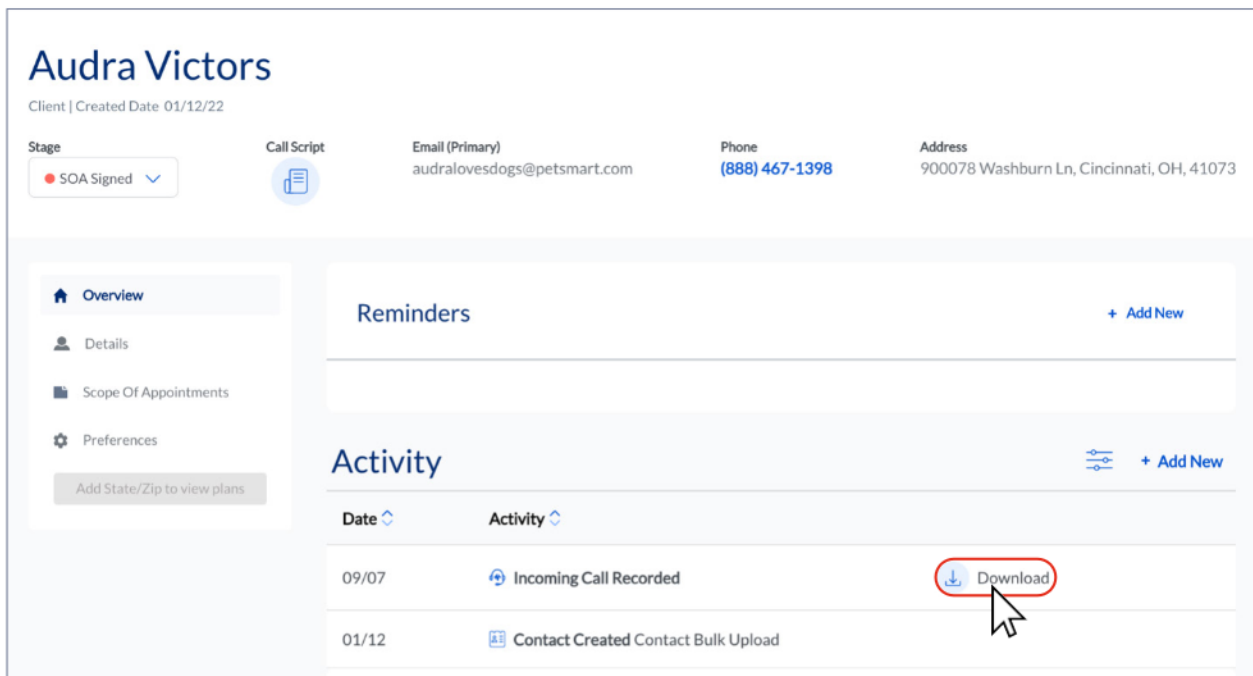 Audra Victors
Client | Created Date 01/12/22
Stage
Call Script
Email (Primary)
Phone
Address
SOA Signed
audralovesdogs@petsmart.com
(888) 467-1398
900078 Washburn Ln, Cincinnati, OH, 41073
Overview
Details
Scope Of Appointments
Preferences
Add State/Zip to view plans
Reminders
+ Add New
Activity
+ Add New
Date
Activity
09/07
Incoming Call Recorded
Download
01/12
Contact Created Contact Bulk Upload